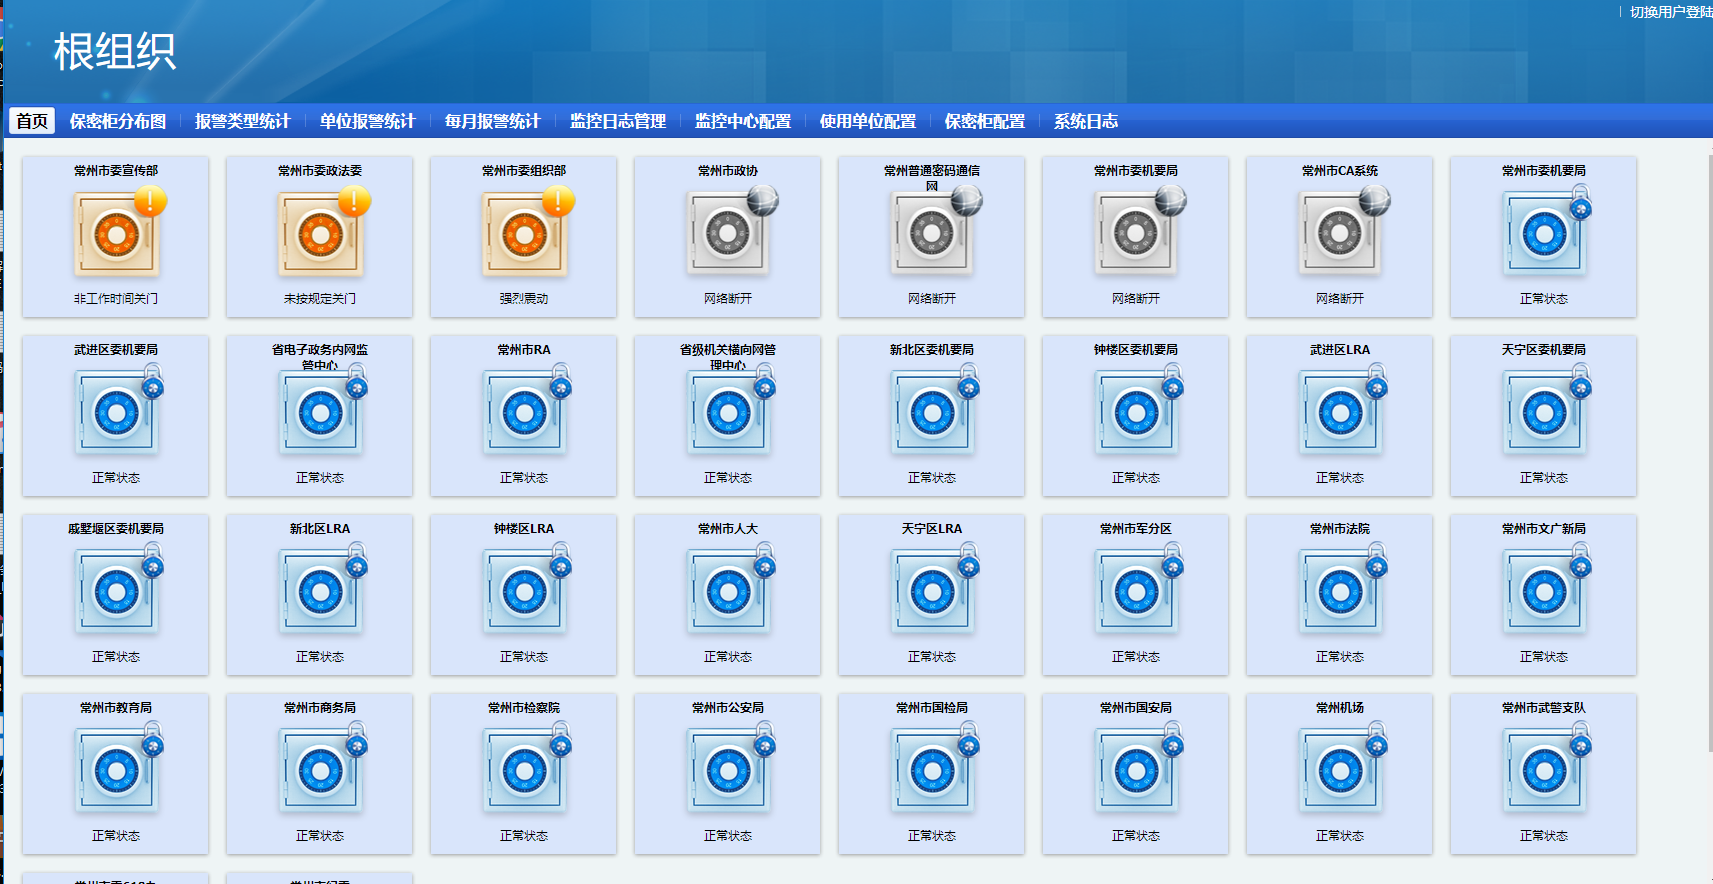 切换用户登陆
根组织
首页 保密柜分布图 报警类型统计 单位报警统计 每月报警统计 监控日志管理 监控中心配置 使用单位配置 保密柜配置 系统日志
常州市委宣传部
非工作时间关门
常州市委政法委
未按规定关门
常州市委组织部
强烈震动
常州市政协
网络断开
常州普通密码通信
网
网络断开
常州市委机要局
网络断开
常州市CA系统
网络断开
常州市委机要局
正常状态
武进区委机要局
正常状态
省电子政务内网监
管中心
正常状态
常州市RA
正常状态
省级机关横向网管
理中心
正常状态
新北区委机要局
正常状态
钟楼区委机要局
正常状态
武进区LRA
正常状态
天宁区委机要局
正常状态
戚墅堰区委机要局
正常状态
新北区LRA
正常状态
钟楼区LRA
正常状态
常州市人大
正常状态
天宁区LRA
正常状态
常州市军分区
正常状态
常州市法院
正常状态
常州市文广新局
正常状态
常州市教育局
正常状态
常州市商务局
正常状态
常州市检察院
正常状态
常州市公安局
正常状态
常州市国检局
正常状态
常州市国安局
正常状态
常州机场
正常状态
常州市武警支队
正常状态